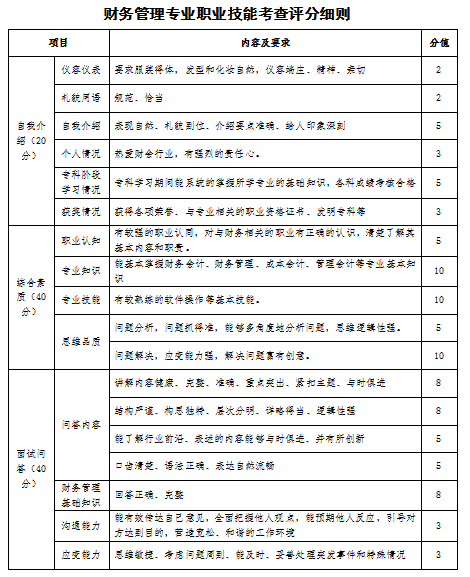 财务管理专业职业技能考查评分细则
项目 内容及要求 分值
自我介绍（20分）
仪容仪表 要求服装得体，发型和化妆自然，仪容端庄、精神、亲切 2
礼貌用语 规范、恰当 2
自我介绍 表现自然、礼貌到位、介绍要点准确、给人印象深刻 5
个人情况 热爱财会行业，有强烈的责任心。 3
专科阶段学习情况 专科学习期间能系统的掌握所学专业的基础知识，各科成绩考核合格 5
获奖情况 获得各项荣誉、与专业相关的职业资格证书、发明专科等 3
综合素质（40分）
职业认知 有较强的职业认同，对与财务相关的职业有正确的认识，清楚了解其
基本内容和职责。 5
专业知识 能基本掌握财务会计、财务管理、成本会计、管理会计等专业基本知
识 10
专业技能 有较熟练的软件操作等基本技能。 10
思维品质 问题分析，问题抓得准，能够多角度地分析问题，思维逻辑性强。 5
问题解决，应变能力强，解决问题富有创意。 10
面试问答（40分）
问答内容 讲解内容健康、完整、准确、重点突出、紧扣主题、与时俱进 8
结构严谨、构思独特、层次分明、详略得当、逻辑性强 8
能了解行业前沿、表述的内容能够与时俱进、并有所创新 5
口齿清楚、语法正确、表达自然流畅 5
财务管理基础知识 回答正确、完整 8
沟通能力 能有效传达自己意见，全面把握他人观点，能预期他人反应，引导对
方达到目的，营造宽松、和谐的工作环境 3
应变能力 思维敏捷、考虑问题周到、能及时、妥善处理突发事件和特殊情况 3